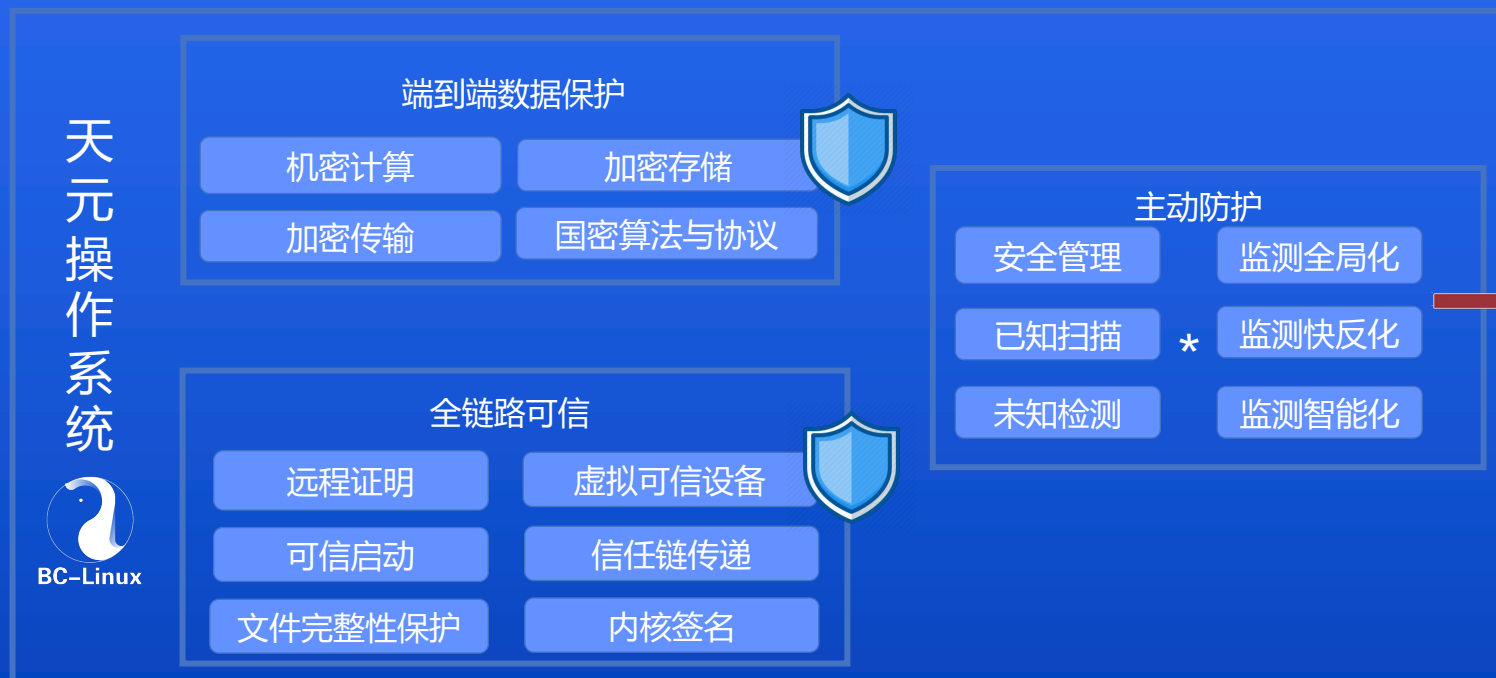 天元操作系统
BC-Linux
端到端数据保护
机密计算
加密存储
加密传输
国密算法与协议
全链路可信
远程证明
虚拟可信设备
可信启动
信任链传递
文件完整性保护
内核签名
主动防护
安全管理
监测全局化
已知扫描
*
监测快反化
未知检测
监测智能化